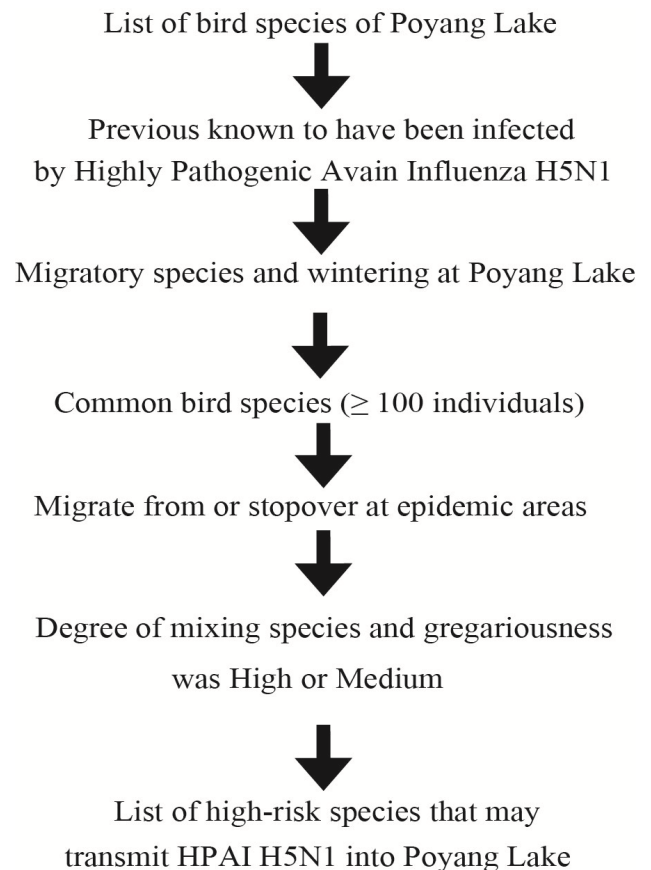 List of bird species of Poyang Lake
Previous known to have been infected
by Highly Pathogenic Avain Influenza H5N1
Migratory species and wintering at Poyang Lake
Common bird species (≥ 100 individuals)
Migrate from or stopover at epidemic areas
Degree of mixing species and gregariousness
was High or Medium
List of high-risk species that may
transmit HPAI H5N1 into Poyang Lake